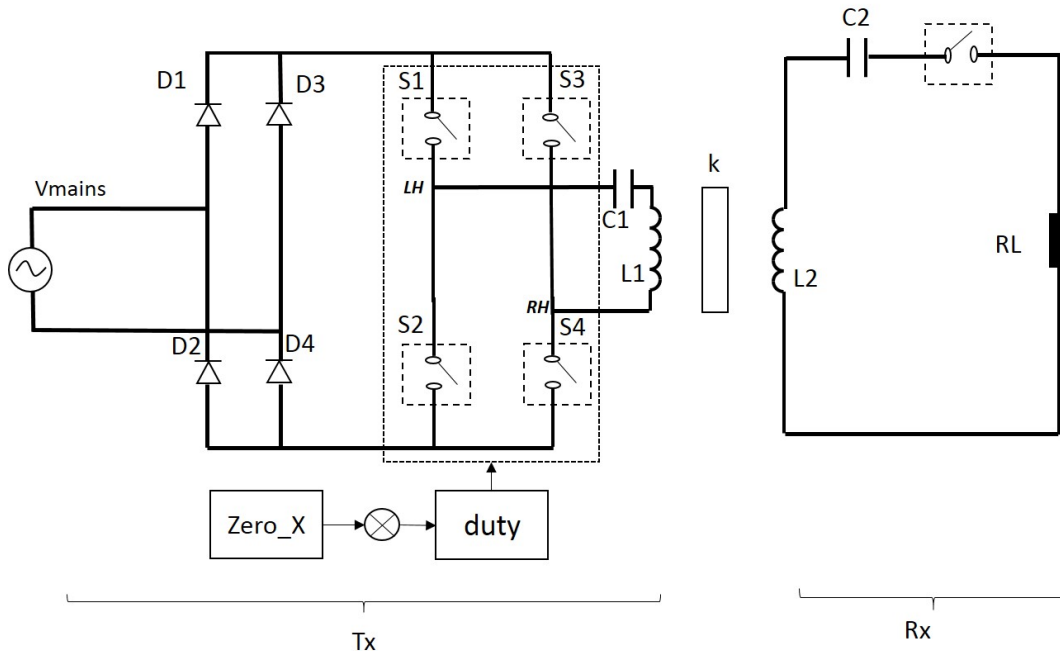 C2
D1
D3
S1
S3
k
Vmains
LH
C1
L1
L2
RL
RH
S2
S4
D2
D4
Zero_X
duty
Tx
Rx